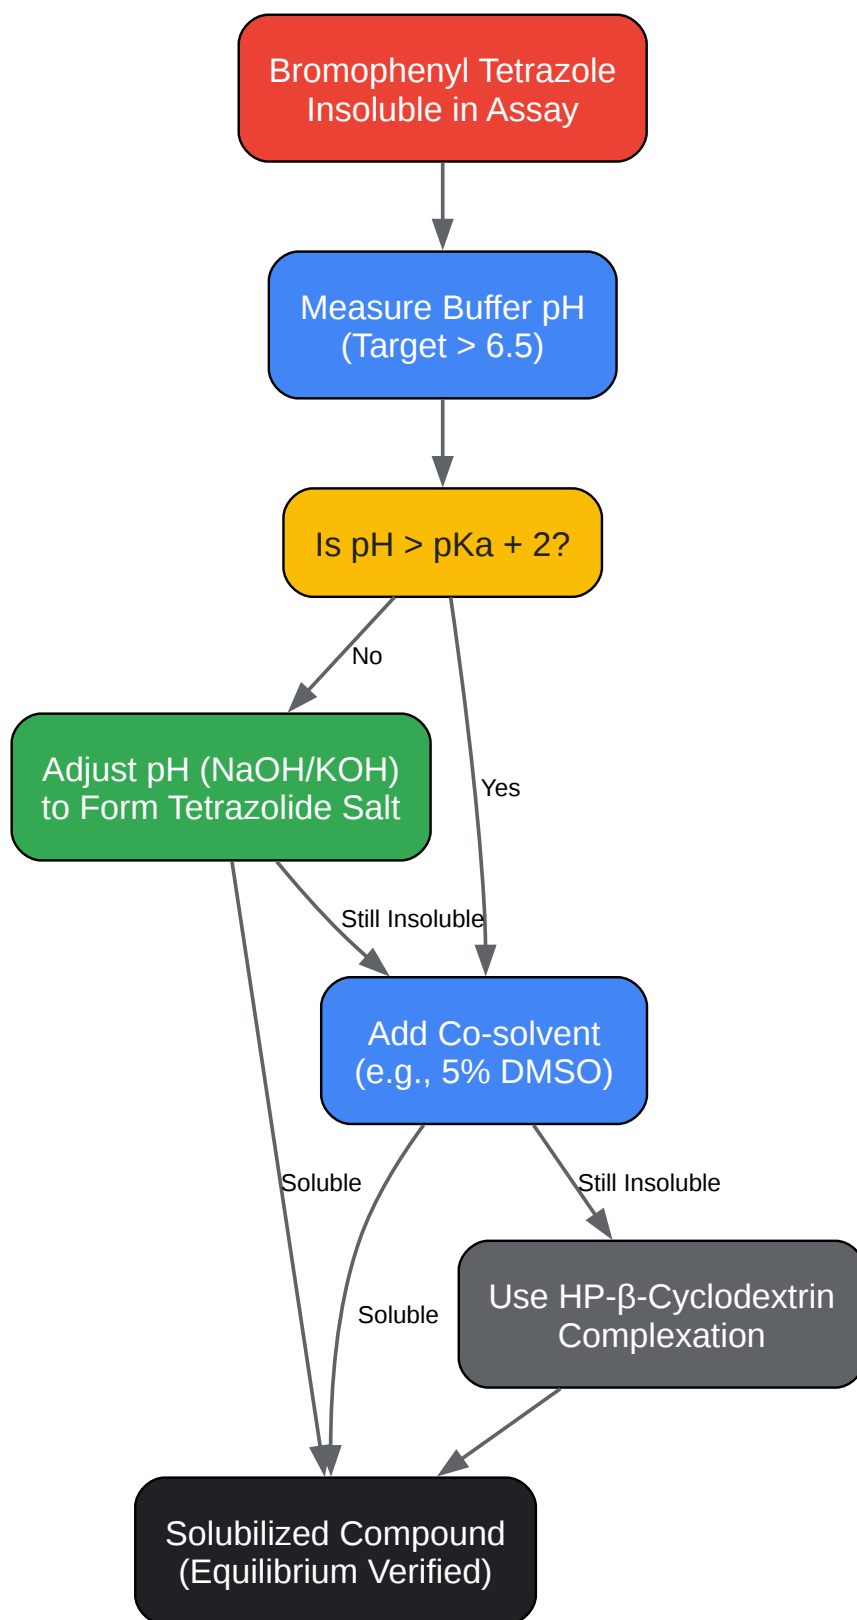 Bromophenyl Tetrazole
Insoluble in Assay
Measure Buffer pH
(Target > 6.5)
Is pH > pKa + 2?
No
Adjust pH (NaOH/KOH)
to Form Tetrazolide Salt
Yes
Still Insoluble
Add Co-solvent
(e.g., 5% DMSO)
Soluble
Still Insoluble
Use HP-β-Cyclodextrin
Complexation
Soluble
Solubilized Compound
(Equilibrium Verified)